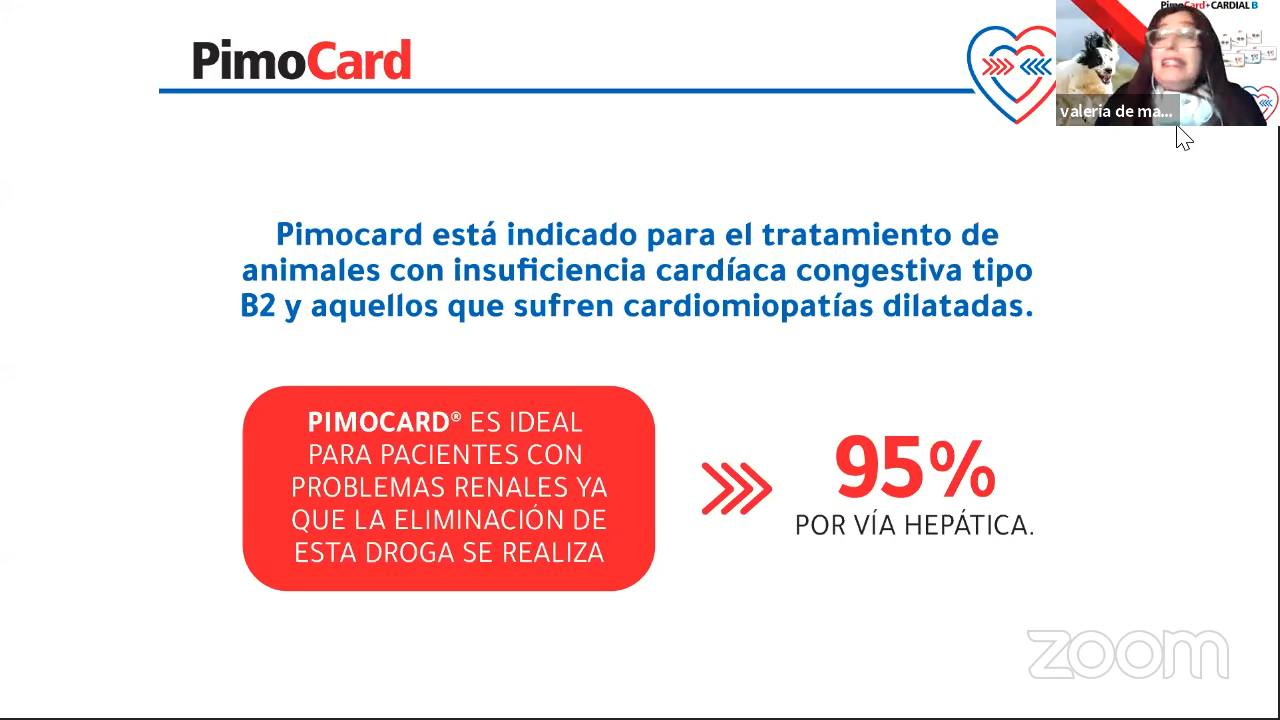 PimoCard
PimoCard+CARDIAL B
valeria de ma...
Pimocard está indicado para el tratamiento de
animales con insuficiencia cardíaca congestiva tipo
B2 y aquellos que sufren cardiomiopatías dilatadas.
PIMOCARD® ES IDEAL
PARA PACIENTES CON
PROBLEMAS RENALES YA
QUE LA ELIMINACIÓN DE
ESTA DROGA SE REALIZA
95%
POR VÍA HEPÁTICA.
zoom